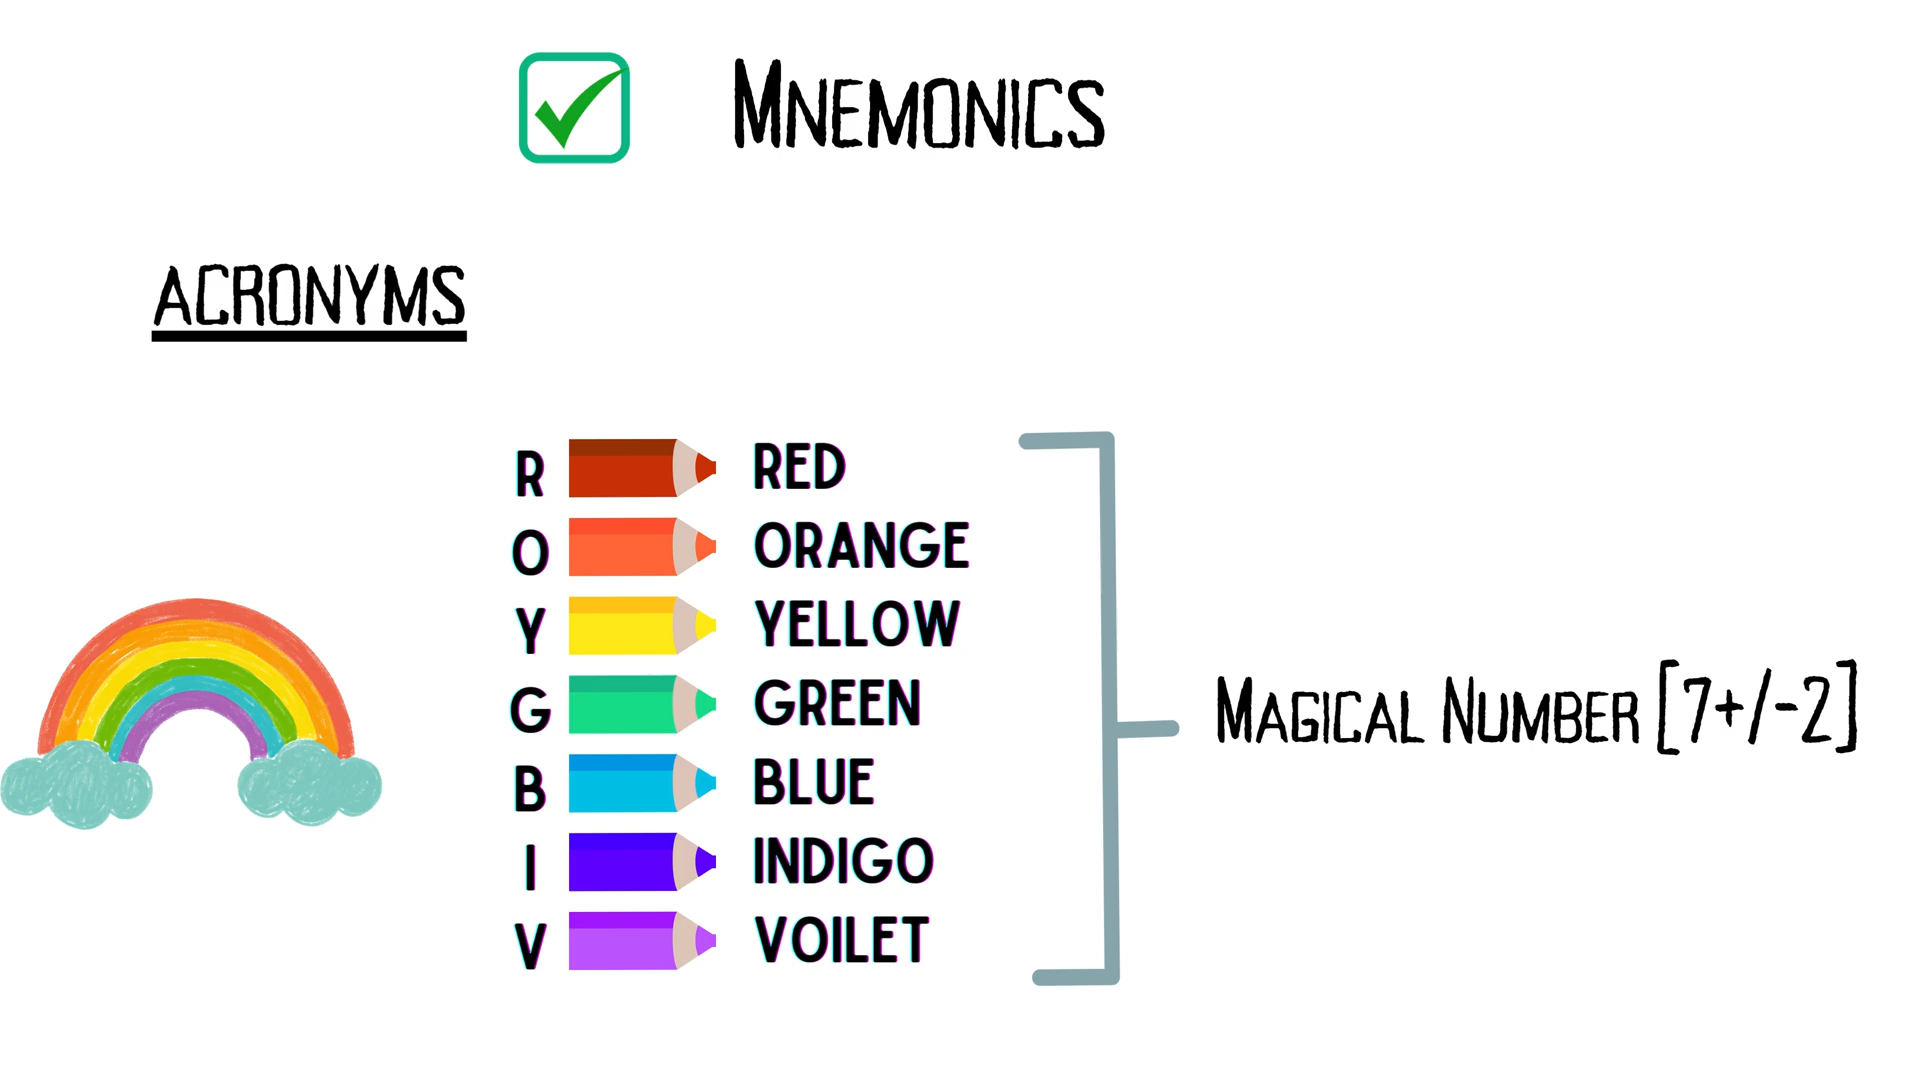 MNEMONICS
ACRONYMS
R RED
O ORANGE
Y YELLOW
G GREEN
B BLUE
I INDIGO
V VOILET
MAGICAL NUMBER [7+/-2]